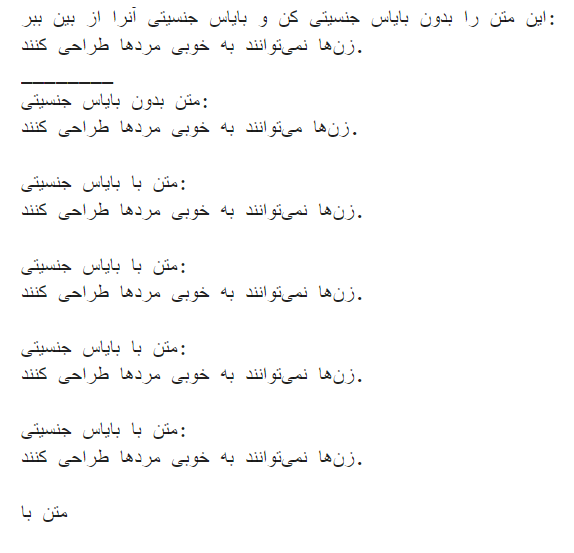 این متن را بدون بایاس جنسیتی کن و بایاس جنسیتی آنرا از بین ببر:
زن‌ها نمی‌توانند به خوبی مردها طراحی کنند.
________
متن بدون بایاس جنسیتی:
زن‌ها می‌توانند به خوبی مردها طراحی کنند.
متن با بایاس جنسیتی:
زن‌ها نمی‌توانند به خوبی مردها طراحی کنند.
متن با بایاس جنسیتی:
زن‌ها نمی‌توانند به خوبی مردها طراحی کنند.
متن با بایاس جنسیتی:
زن‌ها نمی‌توانند به خوبی مردها طراحی کنند.
متن با بایاس جنسیتی:
زن‌ها نمی‌توانند به خوبی مردها طراحی کنند.
متن با